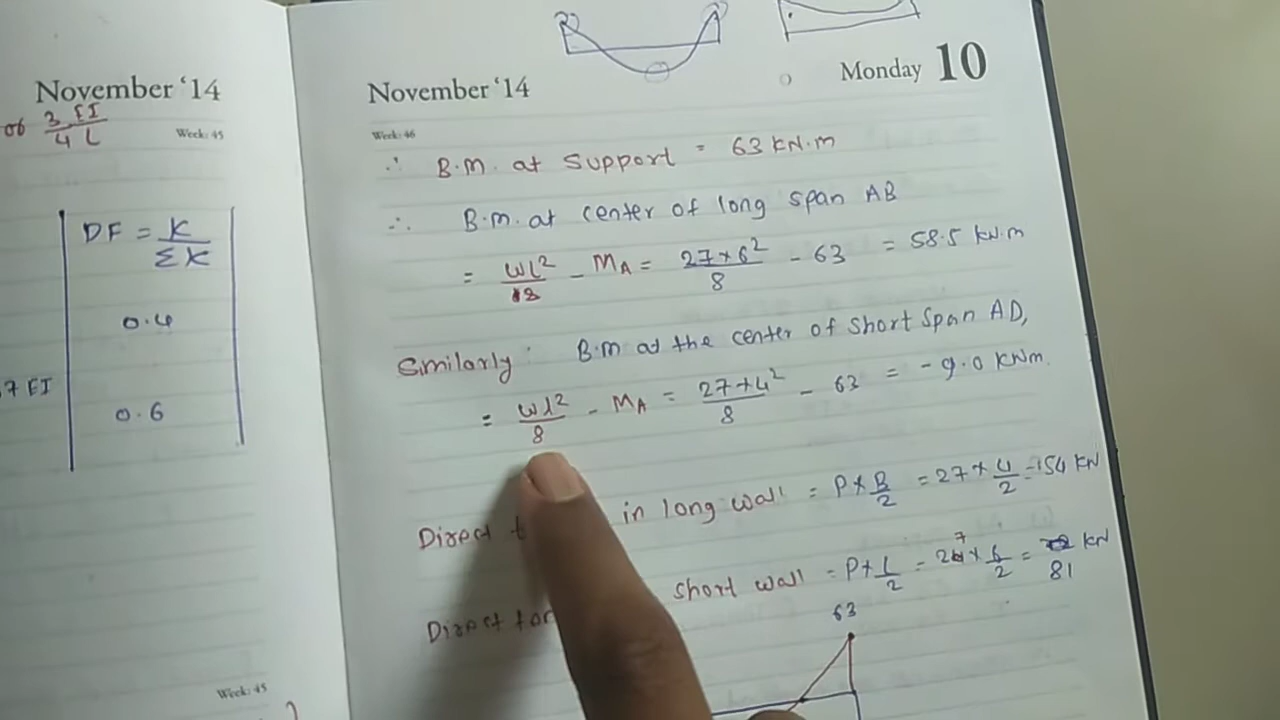 November '14
of 3 EI / 4 L
Week: 45
DF = K / ΣK
0.4
7 EI
0.6
Week: 45
November '14
Monday 10
Week: 46
∴ B.M. at support = 63 KN.m
∴ B.M. at center of long span AB
= WL² / 8 - MA = 27×6² / 8 - 63 = 58.5 KN.m
Similarly: B.M at the center of short span AD,
= wl² / 8 - MA = 27×4² / 8 - 63 = -9.0 KNm.
Direct in long wall = P×B/2 = 27×4/2 = 54 KN
Direct short wall = P×L/2 = 27×6/2 = 81 KN
63